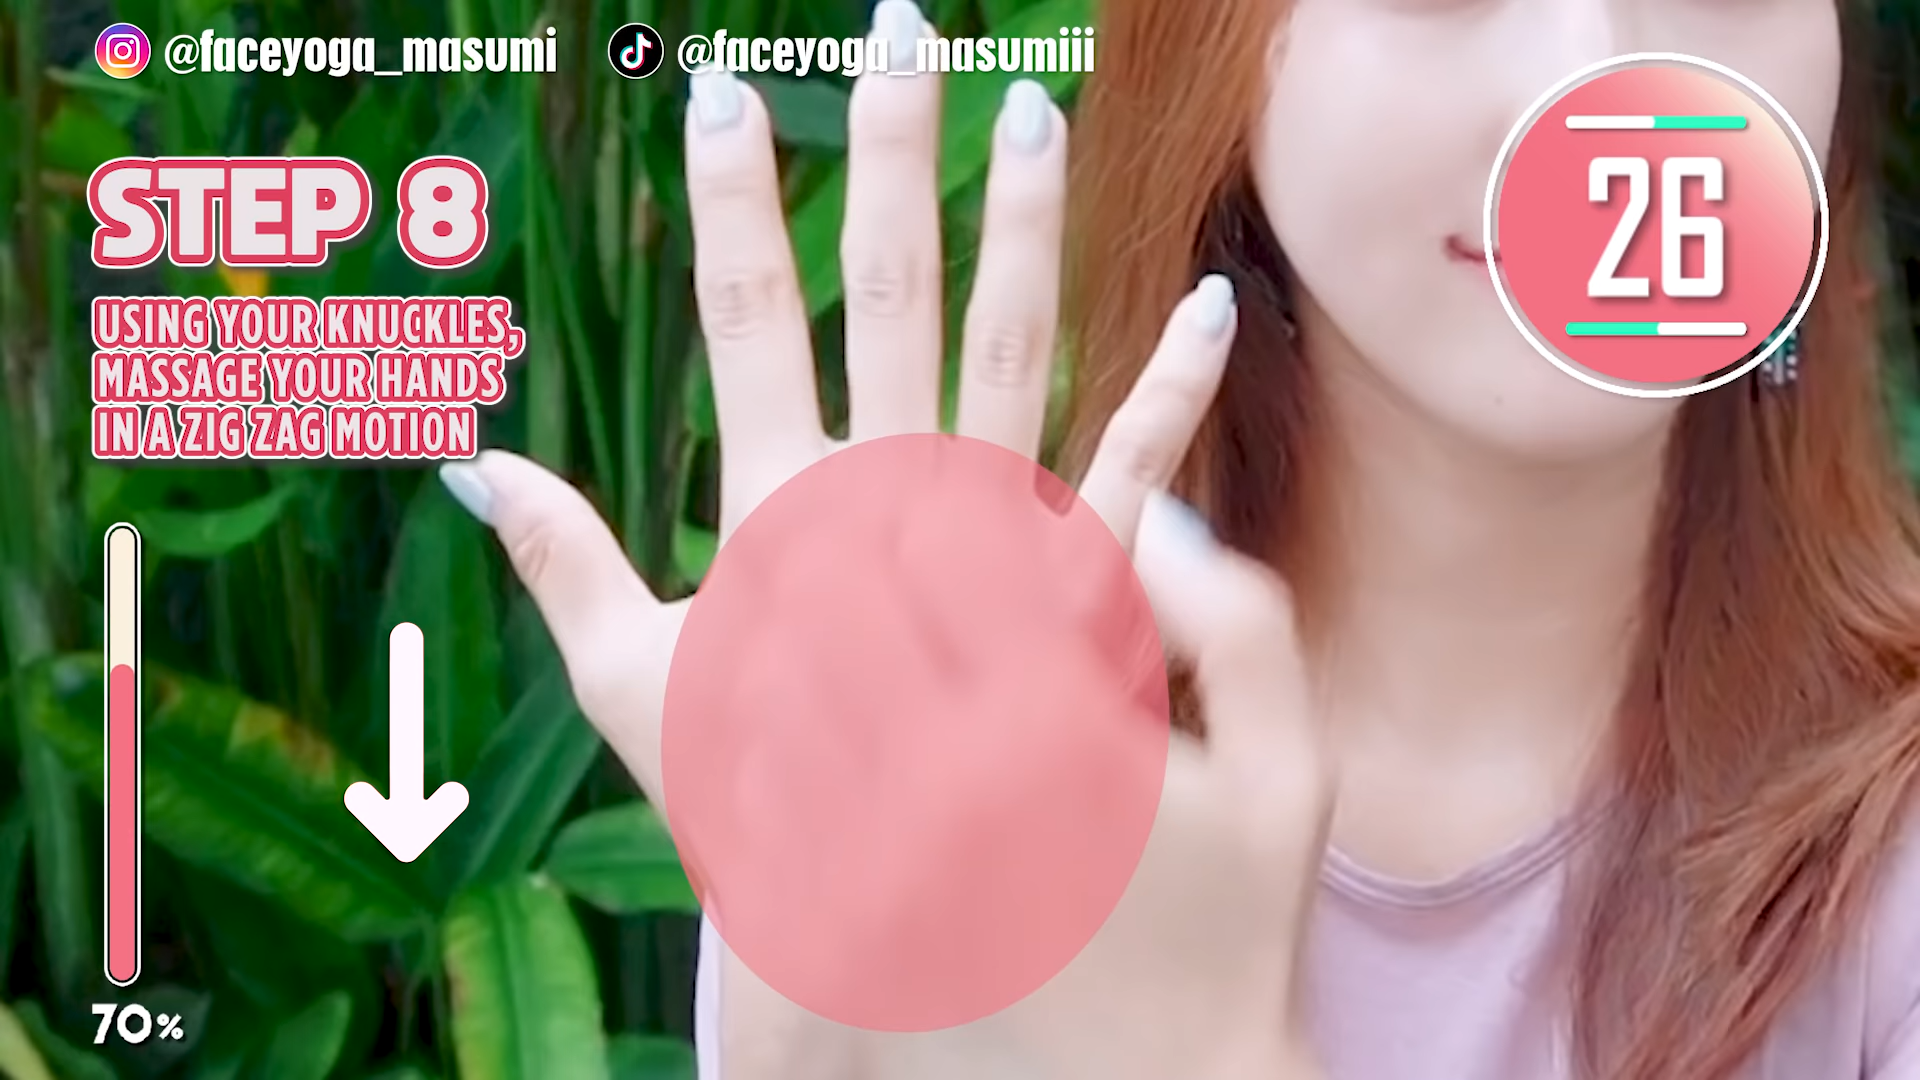 @faceyoga_masumi @faceyoga_masumiii
STEP 8
USING YOUR KNUCKLES,
MASSAGE YOUR HANDS
IN A ZIG ZAG MOTION
26
70%